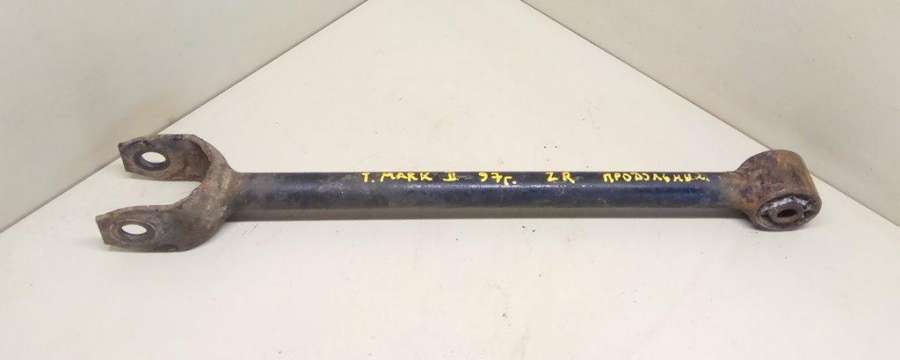 T. MARK II 97г. ZR ПРОДОЛЬНЫЙ